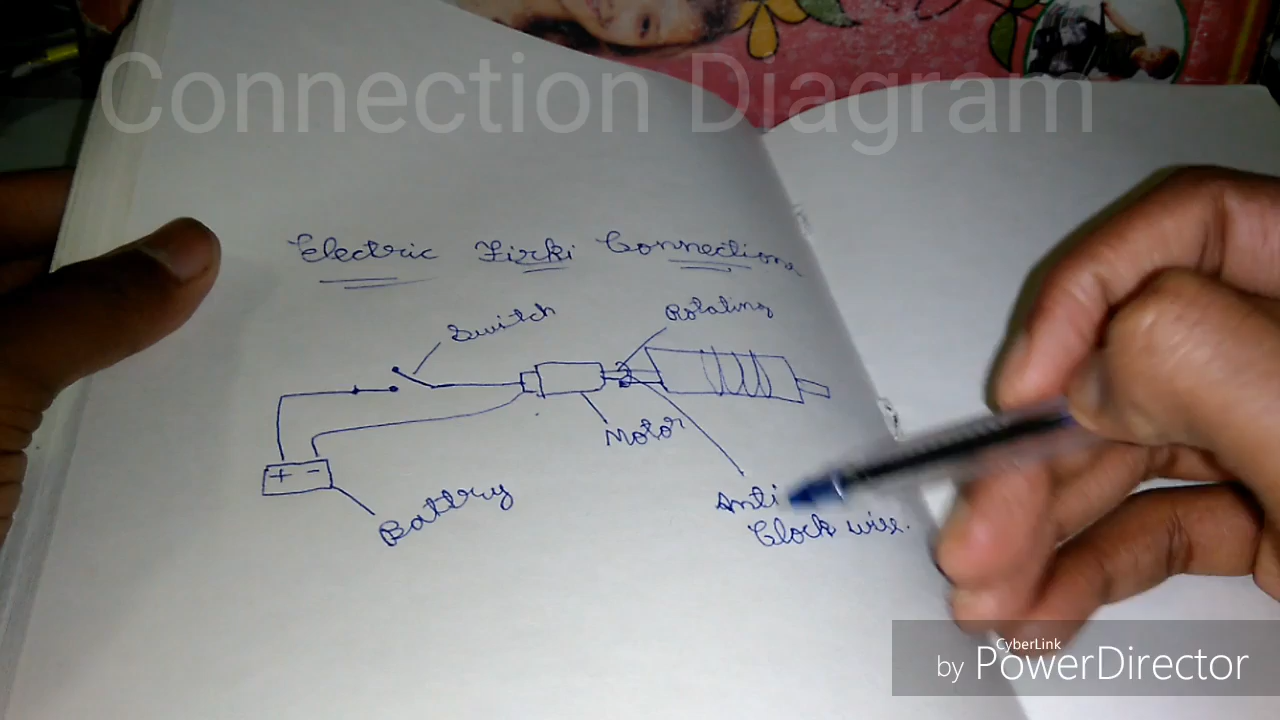 Connection Diagram
Electric Firki Connections
Switch
Rotating
Motor
+ -
Battery
Anti
Clock wise.
CyberLink
by PowerDirector